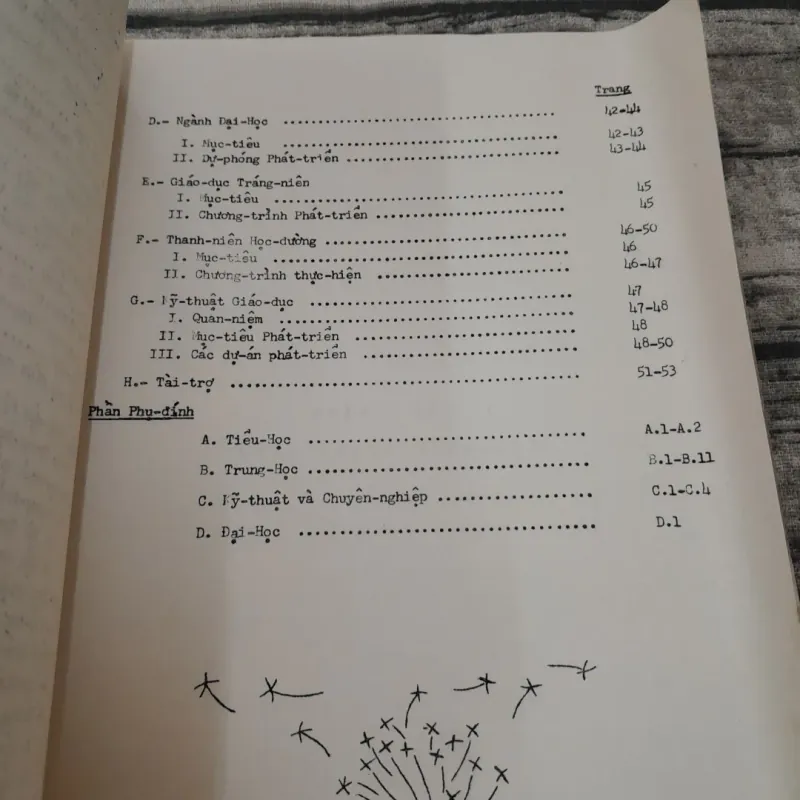 Trang
D.- Ngành Đại-Học .......... 42-44
I. Mục-tiêu .......... 42-43
II. Dự-phóng Phát-triển .......... 43-44
E.- Giáo-dục Tráng-niên 45
I. Mục-tiêu .......... 45
II. Chương-trình Phát-triển ..........
F.- Thanh-niên Học-đường .......... 46-50
I. Mục-tiêu .......... 46
II. Chương-trình thực-hiện .......... 46-47
G.- Kỹ-thuật Giáo-dục .......... 47
I. Quan-niệm .......... 47-48
II. Mục-tiêu Phát-triển .......... 48
III. Các dự-án phát-triển .......... 48-50
H.- Tài-trợ .......... 51-53
Phần Phụ-đính
A. Tiểu-Học .......... A.1-A.2
B. Trung-Học .......... B.1-B.11
C. Kỹ-thuật và Chuyên-nghiệp .......... C.1-C.4
D. Đại-Học .......... D.1